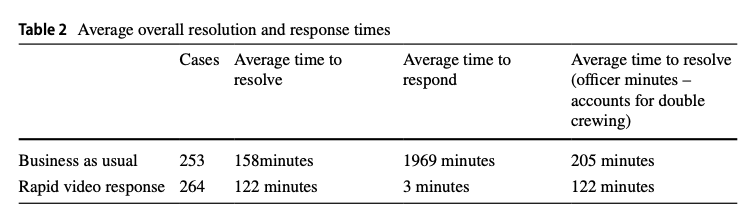 Table 2 Average overall resolution and response times
Cases Average time to resolve Average time to respond Average time to resolve (officer minutes – accounts for double crewing)
Business as usual 253 158minutes 1969 minutes 205 minutes
Rapid video response 264 122 minutes 3 minutes 122 minutes